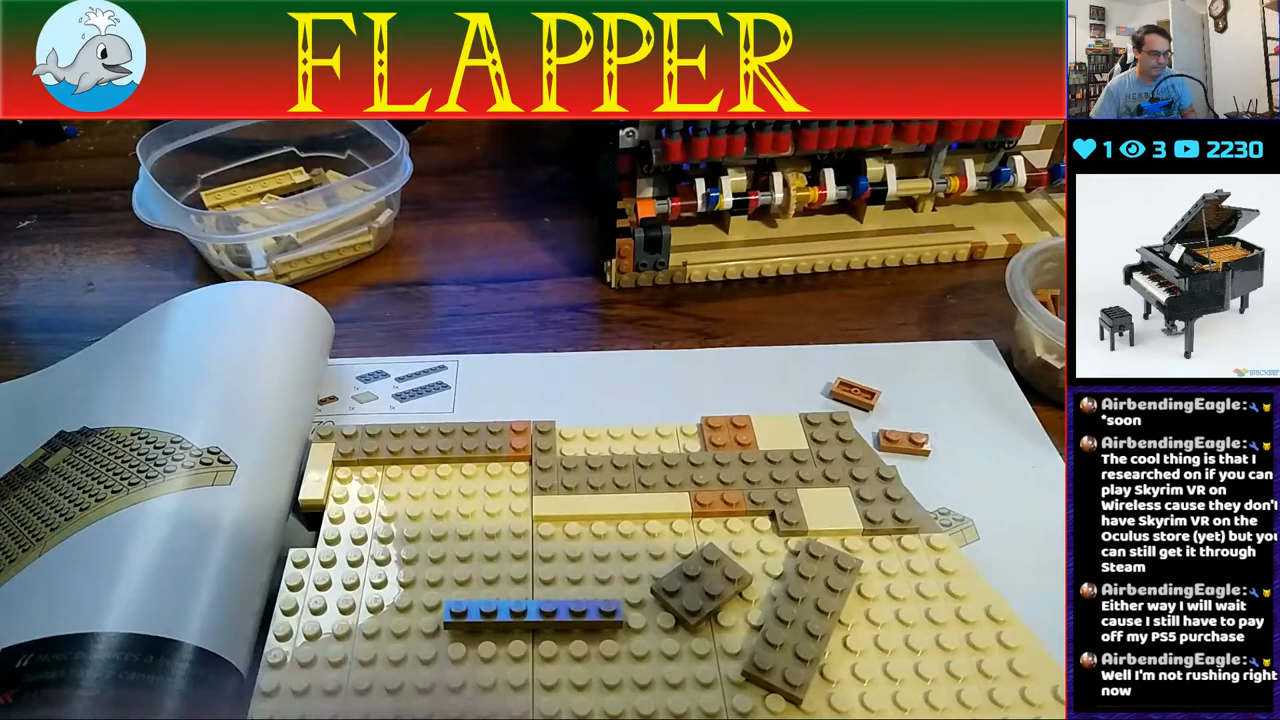 FLAPPER
1 3 2230
AirbendingEagle:
*soon
AirbendingEagle:
The cool thing is that I
researched on if you can
play Skyrim VR on
Wireless cause they don't
have Skyrim VR on the
Oculus store (yet) but you
can still get it through
Steam
AirbendingEagle:
Either way I will wait
cause I still have to pay
off my PS5 purchase
AirbendingEagle:
Well I'm not rushing right
now